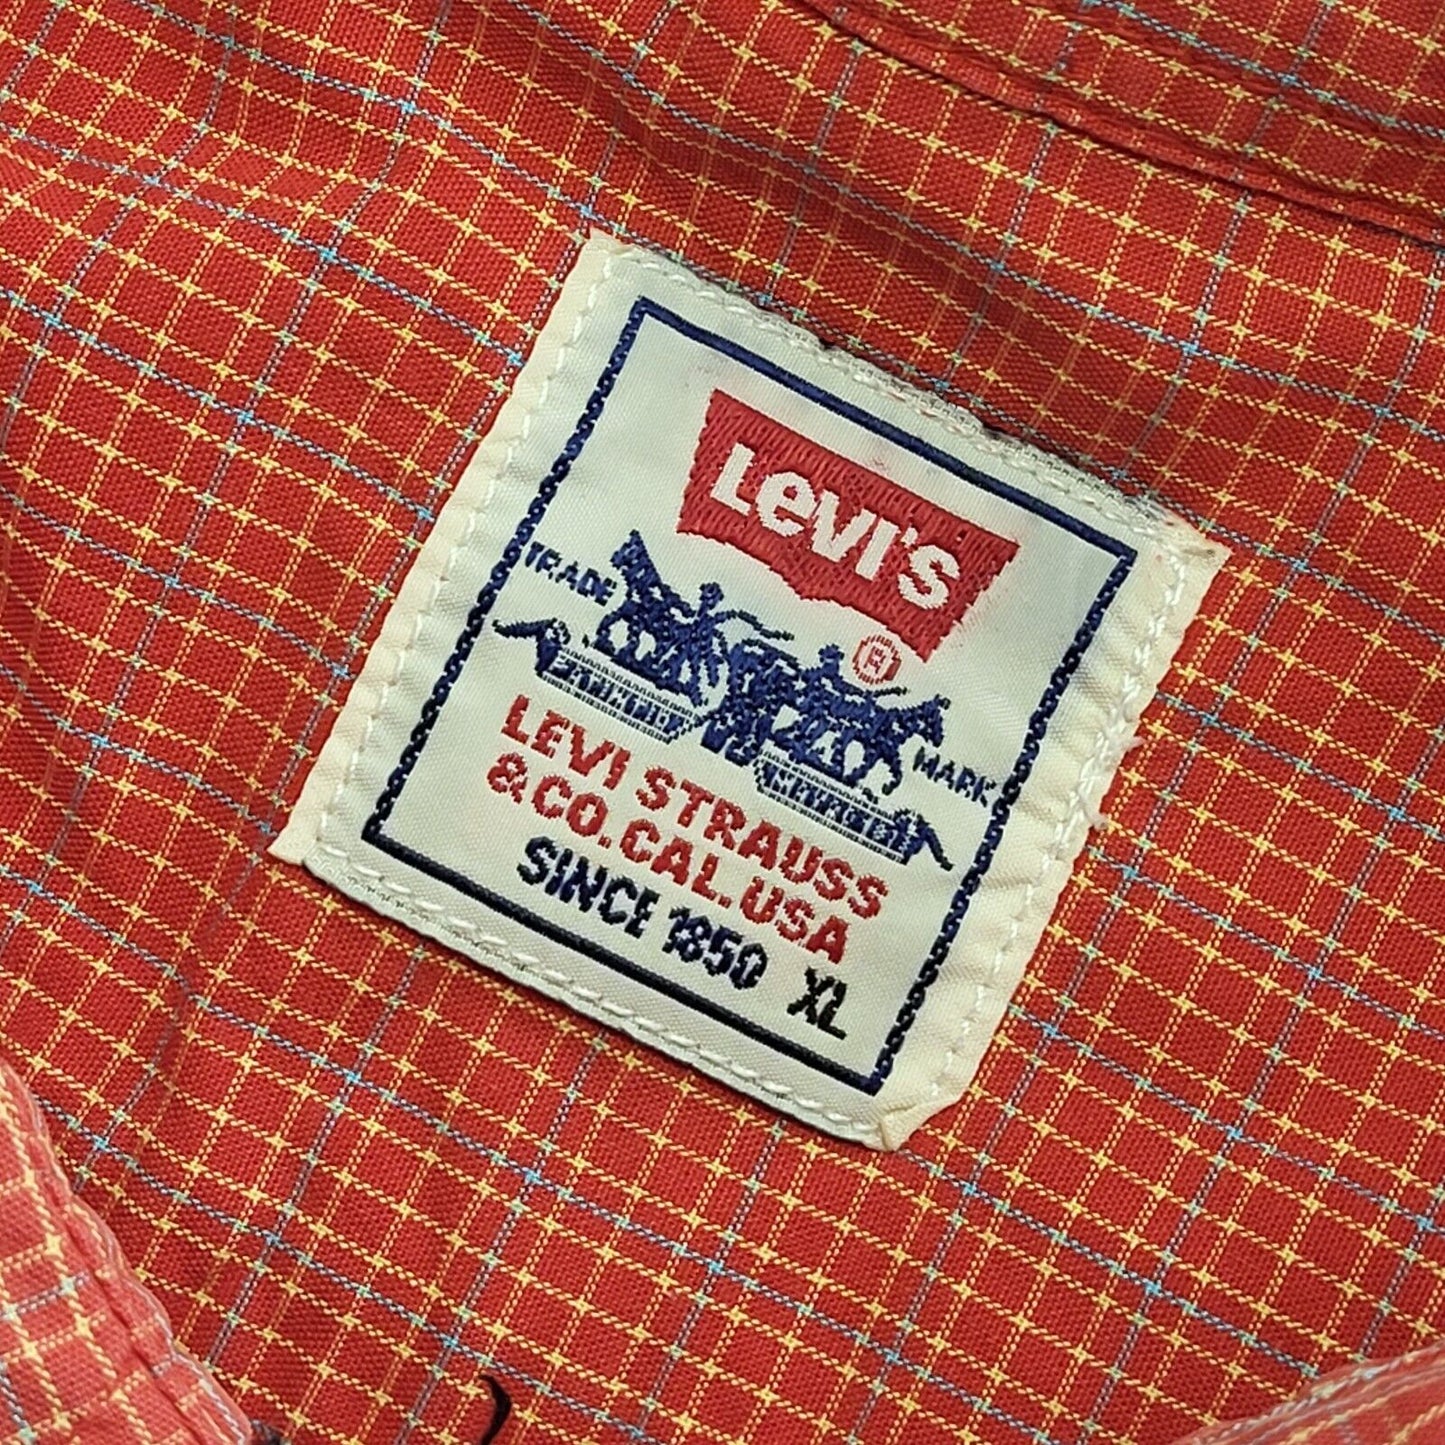 LEVI'S
®
TRADE MARK
LEVI STRAUSS
&CO.CAL.USA
SINCE 1850 XL